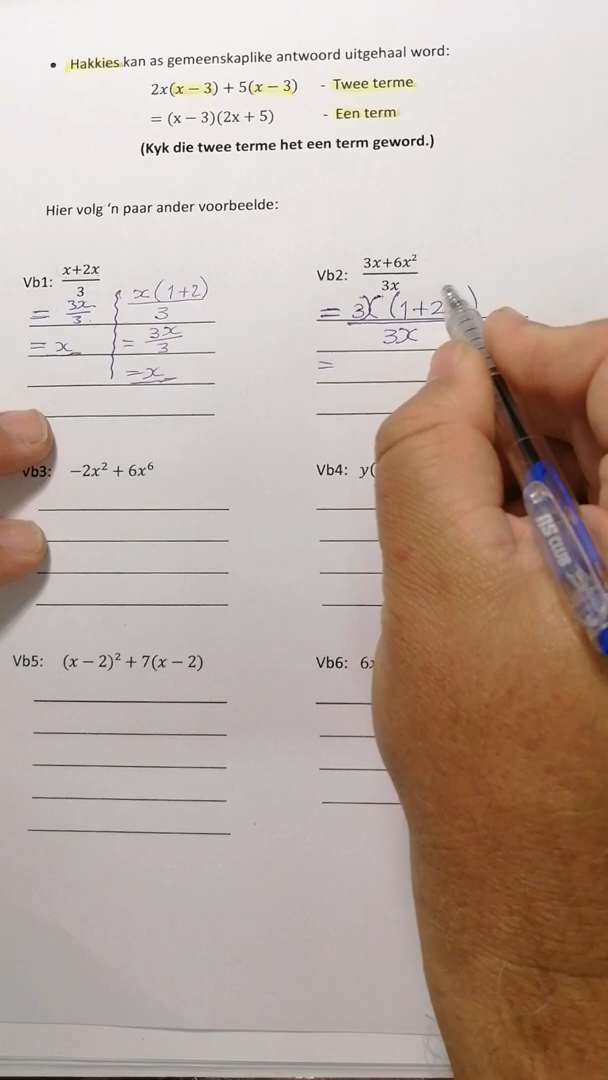 • Hakkies kan as gemeenskaplike antwoord uitgehaal word:
2x(x − 3) + 5(x − 3) - Twee terme
= (x − 3)(2x + 5) - Een term
(Kyk die twee terme het een term geword.)
Hier volg ‘n paar ander voorbeelde:
Vb1: x+2x
3
= 3x
3
= x
x(1+2)
3
= 3x
3
= x
Vb2: 3x+6x²
3x
= 3x(1+2 )
3x
=
Vb3: −2x² + 6x⁶
Vb4: y(
Vb5: (x − 2)² + 7(x − 2)
Vb6: 6